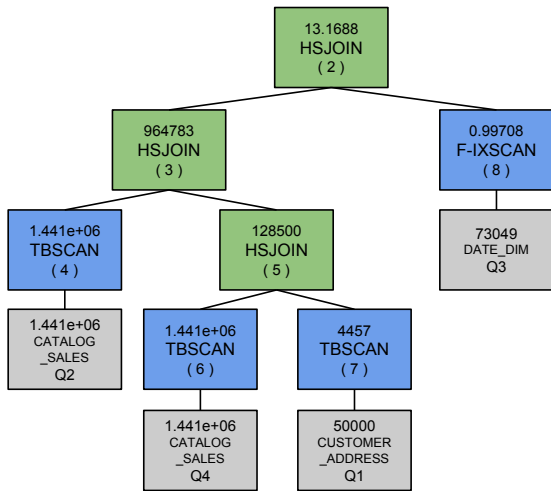 13.1688
HSJOIN
( 2 )
964783
HSJOIN
( 3 )
0.99708
F-IXSCAN
( 8 )
1.441e+06
TBSCAN
( 4 )
128500
HSJOIN
( 5 )
73049
DATE_DIM
Q3
1.441e+06
CATALOG
_SALES
Q2
1.441e+06
TBSCAN
( 6 )
4457
TBSCAN
( 7 )
1.441e+06
CATALOG
_SALES
Q4
50000
CUSTOMER
_ADDRESS
Q1